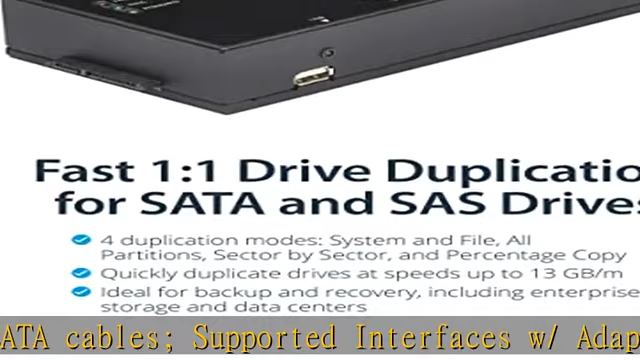 Fast 1:1 Drive Duplicatio
for SATA and SAS Drives
4 duplication modes: System and File, All
Partitions, Sector by Sector, and Percentage Copy
Quickly duplicate drives at speeds up to 13 GB/m
Ideal for backup and recovery, including enterprise
storage and data centers
ATA cables; Supported Interfaces w/ Adap